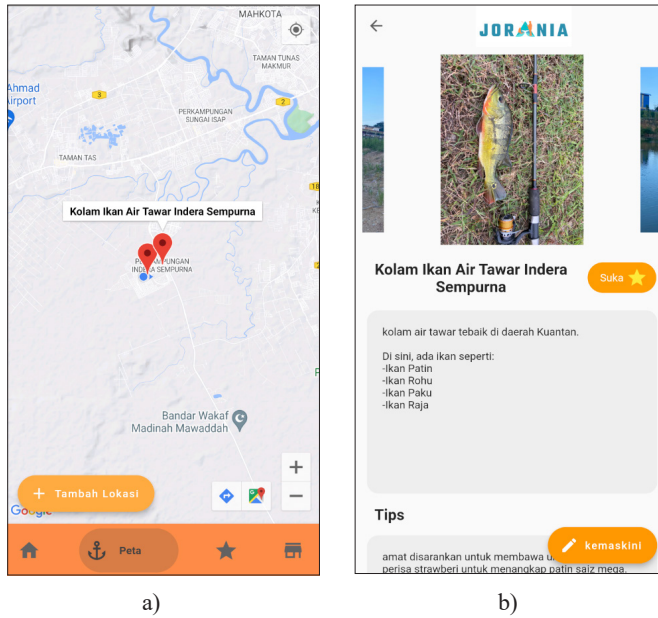 MAHKOTA
TAMAN TUNAS
MAKMUR
Ahmad
Airport
3
2
PERKAMPUNGAN
SUNGAI ISAP
TAMAN TAS
18
Kolam Ikan Air Tawar Indera Sempurna
INDERA SEMPURNA
Bandar Wakaf
Madinah Mawaddah
+
+ Tambah Lokasi
−
Google
Peta
a)
JORANIA
Kolam Ikan Air Tawar Indera
Sempurna
Suka
kolam air tawar tebaik di daerah Kuantan.
Di sini, ada ikan seperti:
-Ikan Patin
-Ikan Rohu
-Ikan Paku
-Ikan Raja
Tips
amat disarankan untuk membawa
kemaskini
perisa strawberi untuk menangkap patin saiz mega.
b)